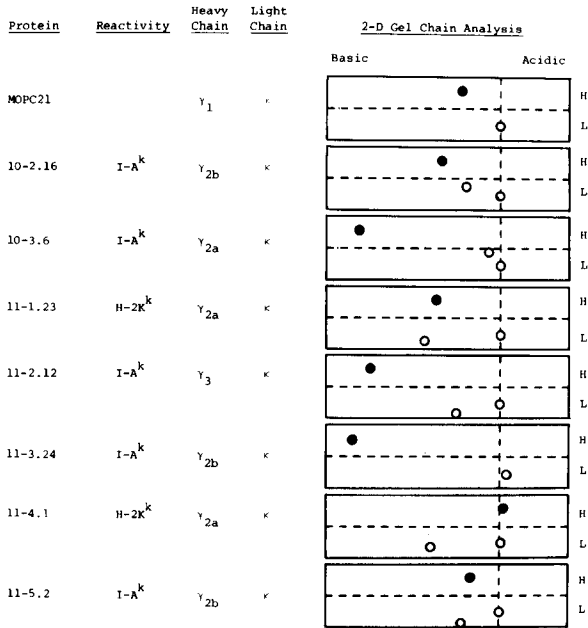 Protein Reactivity Heavy Chain Light Chain 2-D Gel Chain Analysis
Basic Acidic
MOPC21 γ1 κ H
L
10-2.16 I-A^k γ2b κ H
L
10-3.6 I-A^k γ2a κ H
L
11-1.23 H-2K^k γ2a κ H
L
11-2.12 I-A^k γ3 κ H
L
11-3.24 I-A^k γ2b κ H
L
11-4.1 H-2K^k γ2a κ H
L
11-5.2 I-A^k γ2b κ H
L